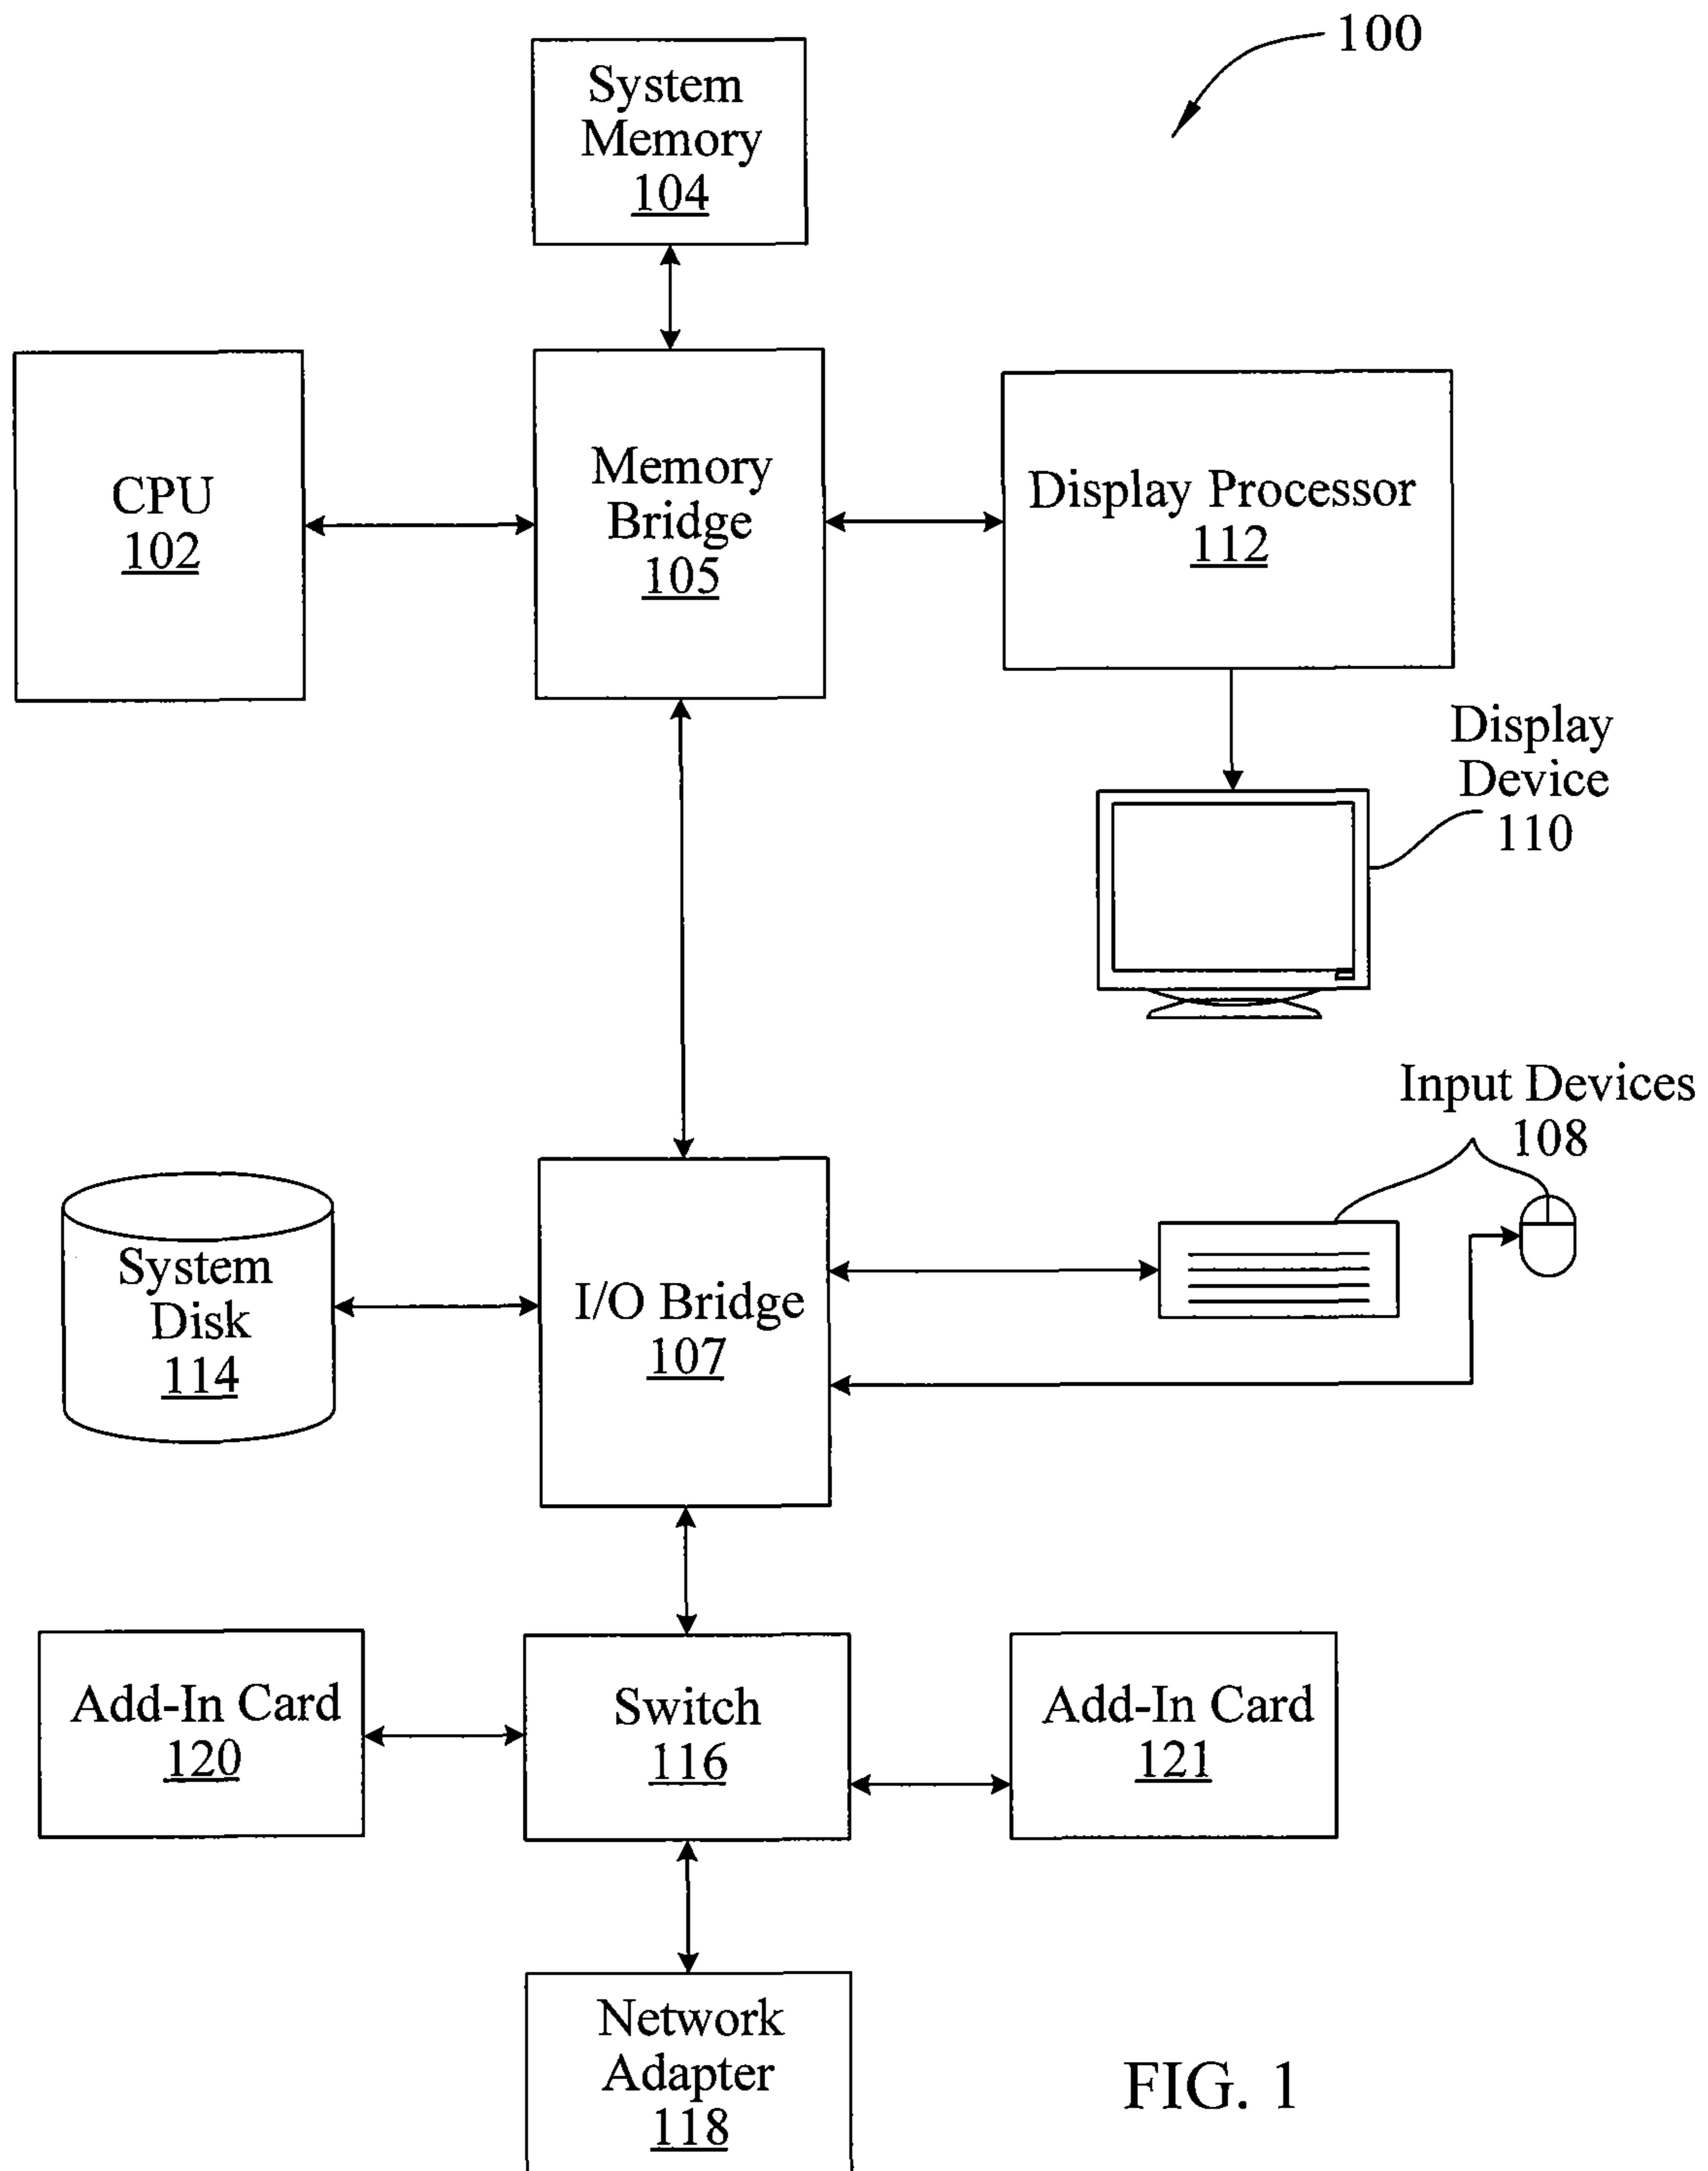 100
System
Memory
104
CPU
102
Memory
Bridge
105
Display Processor
112
Display
Device
110
Input Devices
108
System
Disk
114
I/O Bridge
107
Add-In Card
120
Switch
116
Add-In Card
121
Network
Adapter
118
FIG. 1